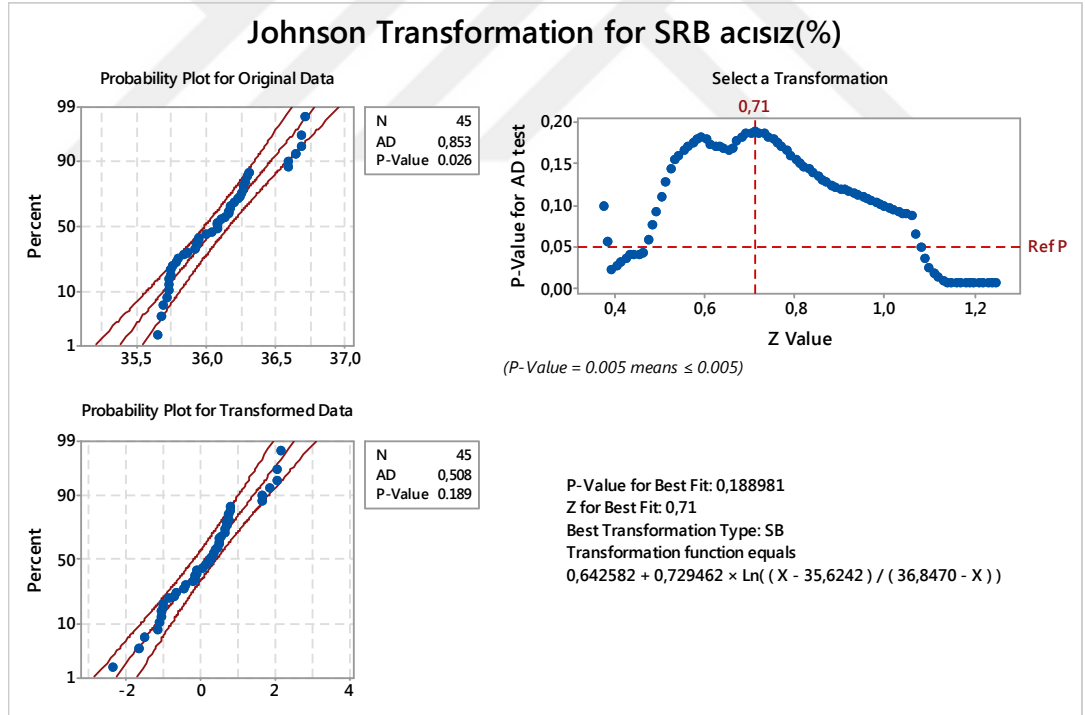 Johnson Transformation for SRB acısız(%)
Probability Plot for Original Data
99
90
50
10
1
Percent
35,5 36,0 36,5 37,0
N 45
AD 0,853
P-Value 0.026
Select a Transformation
0,71
0,20
0,15
0,10
0,05
0,00
P-Value for AD test
Ref P
0,4 0,6 0,8 1,0 1,2
Z Value
(P-Value = 0.005 means ≤ 0.005)
Probability Plot for Transformed Data
99
90
50
10
1
Percent
-2 0 2 4
N 45
AD 0,508
P-Value 0.189
P-Value for Best Fit: 0,188981
Z for Best Fit: 0,71
Best Transformation Type: SB
Transformation function equals
0,642582 + 0,729462 × Ln( ( X - 35,6242 ) / ( 36,8470 - X ) )